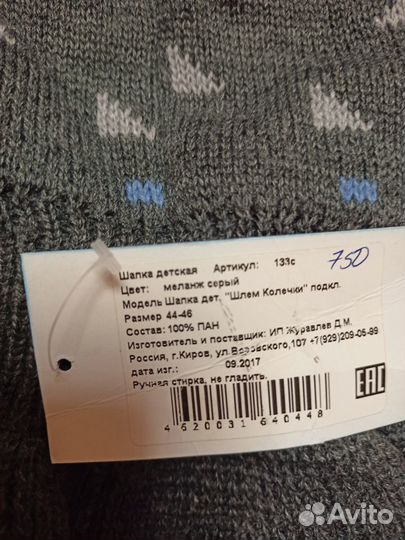 Шапка детская Артикул: 133с 750
Цвет: меланж серый
Модель Шапка дет. "Шлем Колечки" подкл.
Размер 44-46
Состав: 100% ПАН
Изготовитель и поставщик: ИП Журавлев Д.М.
Россия, г.Киров, ул.Воровского,107 +7(929)209-06-99
дата изг.: 09.2017
Ручная стирка, не гладить.
EAC
4 620031 640448
Avito